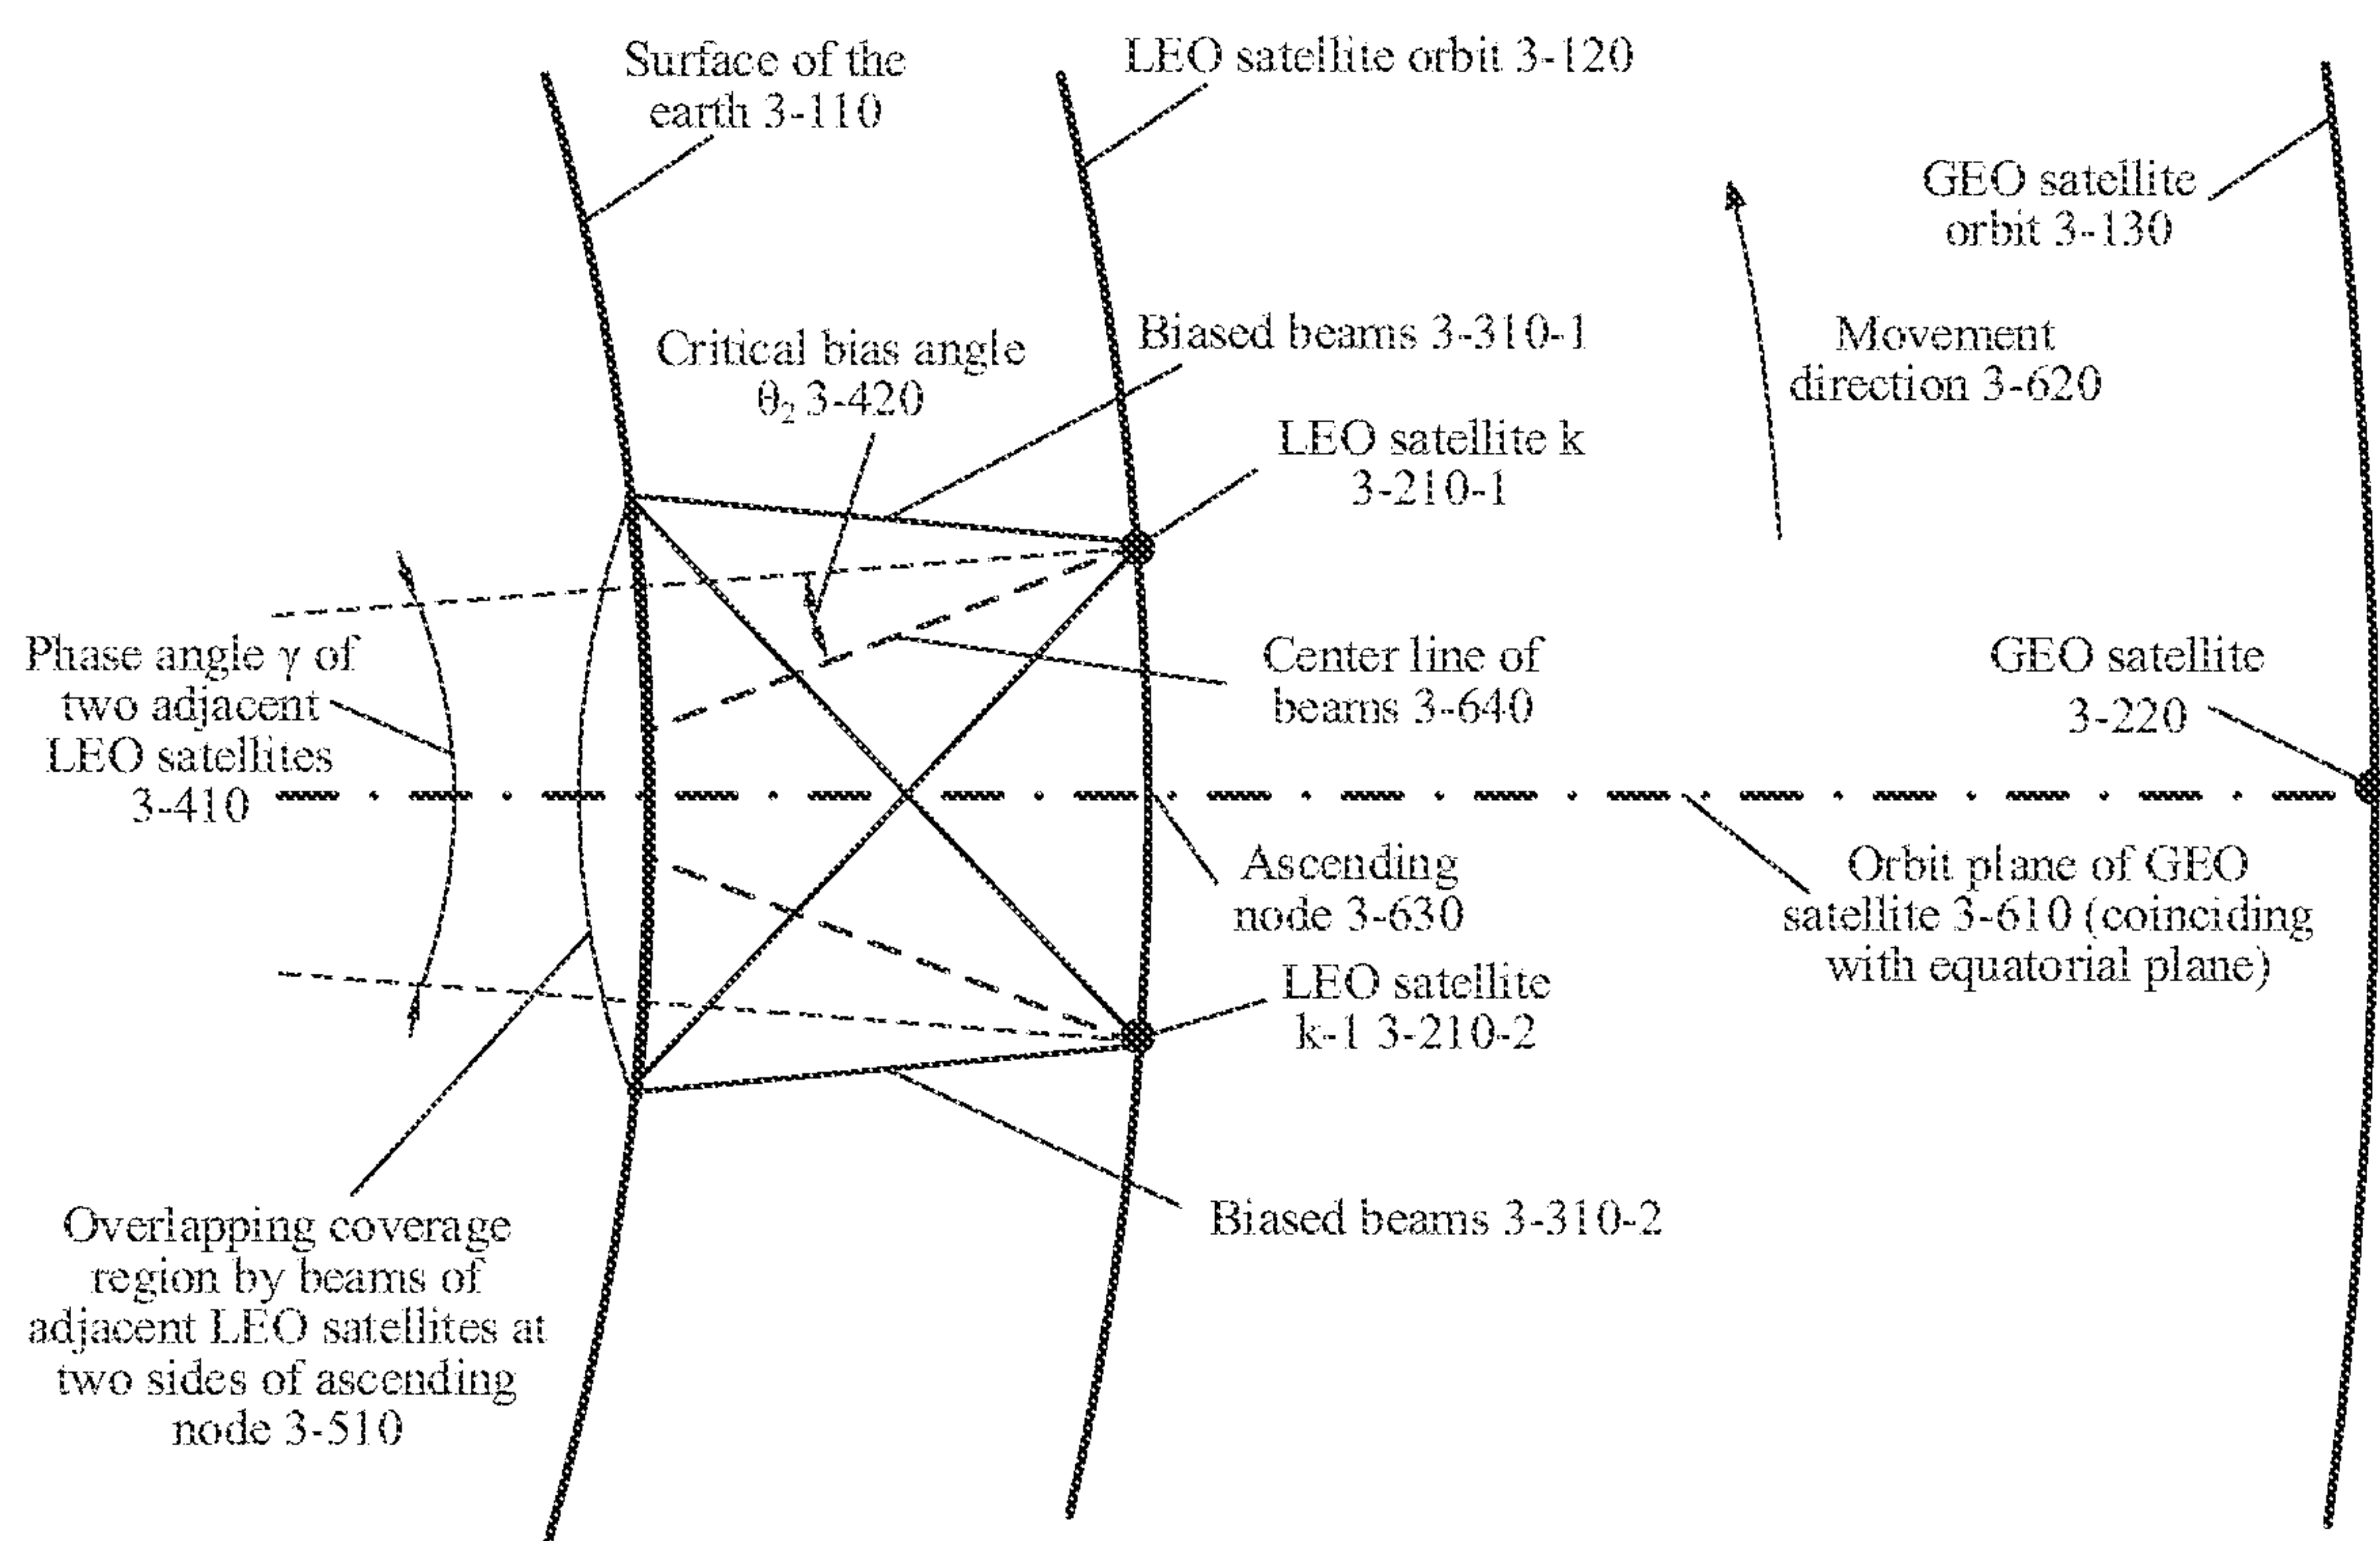 Surface of the
earth 3-110
LEO satellite orbit 3-120
GEO satellite
orbit 3-130
Critical bias angle
θ₂ 3-420
Biased beams 3-310-1
Movement
direction 3-620
LEO satellite k
3-210-1
Phase angle γ of
two adjacent
LEO satellites
3-410
Center line of
beams 3-640
GEO satellite
3-220
Ascending
node 3-630
Orbit plane of GEO
satellite 3-610 (coinciding
with equatorial plane)
LEO satellite
k-1 3-210-2
Overlapping coverage
region by beams of
adjacent LEO satellites at
two sides of ascending
node 3-510
Biased beams 3-310-2